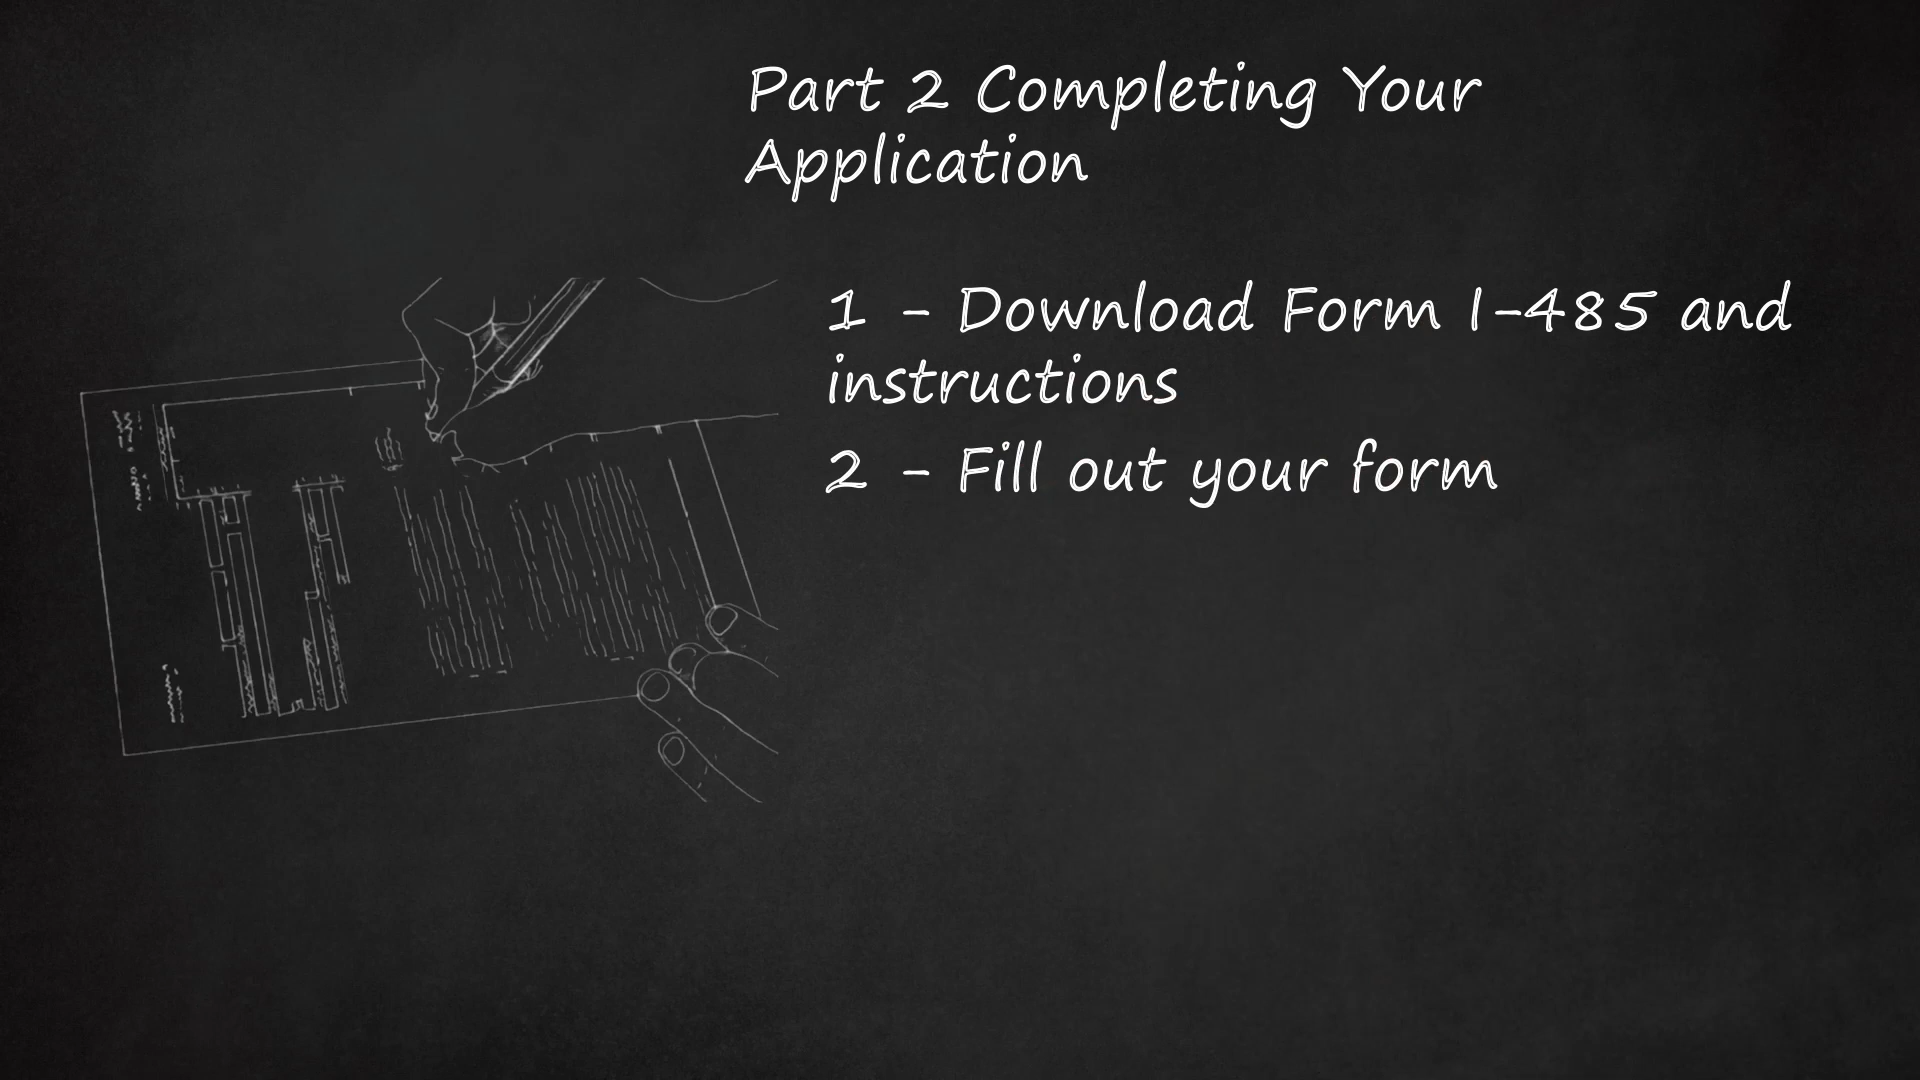 Part 2 Completing Your
Application
1 - Download Form I-485 and
instructions
2 - Fill out your form